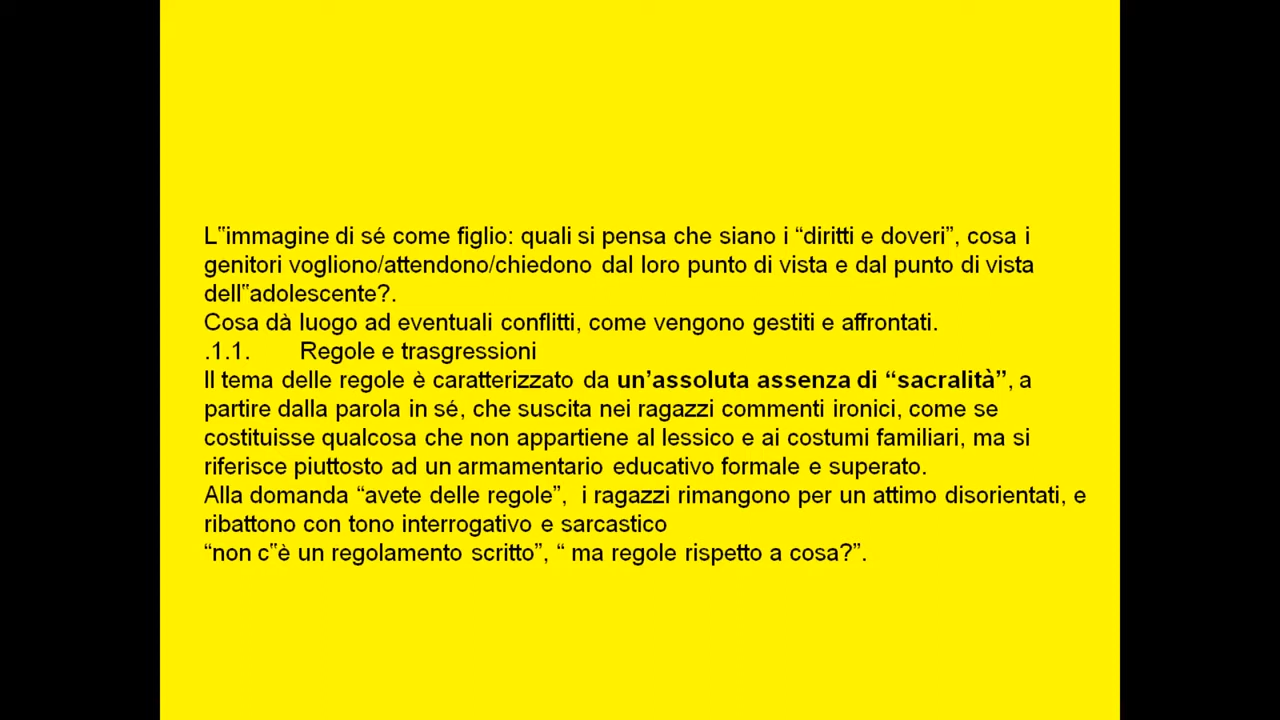 L‟immagine di sé come figlio: quali si pensa che siano i “diritti e doveri”, cosa i
genitori vogliono/attendono/chiedono dal loro punto di vista e dal punto di vista
dell‟adolescente?.
Cosa dà luogo ad eventuali conflitti, come vengono gestiti e affrontati.
.1.1. Regole e trasgressioni
Il tema delle regole è caratterizzato da un’assoluta assenza di “sacralità”, a
partire dalla parola in sé, che suscita nei ragazzi commenti ironici, come se
costituisse qualcosa che non appartiene al lessico e ai costumi familiari, ma si
riferisce piuttosto ad un armamentario educativo formale e superato.
Alla domanda “avete delle regole”, i ragazzi rimangono per un attimo disorientati, e
ribattono con tono interrogativo e sarcastico
“non c‟è un regolamento scritto”, “ ma regole rispetto a cosa?”.